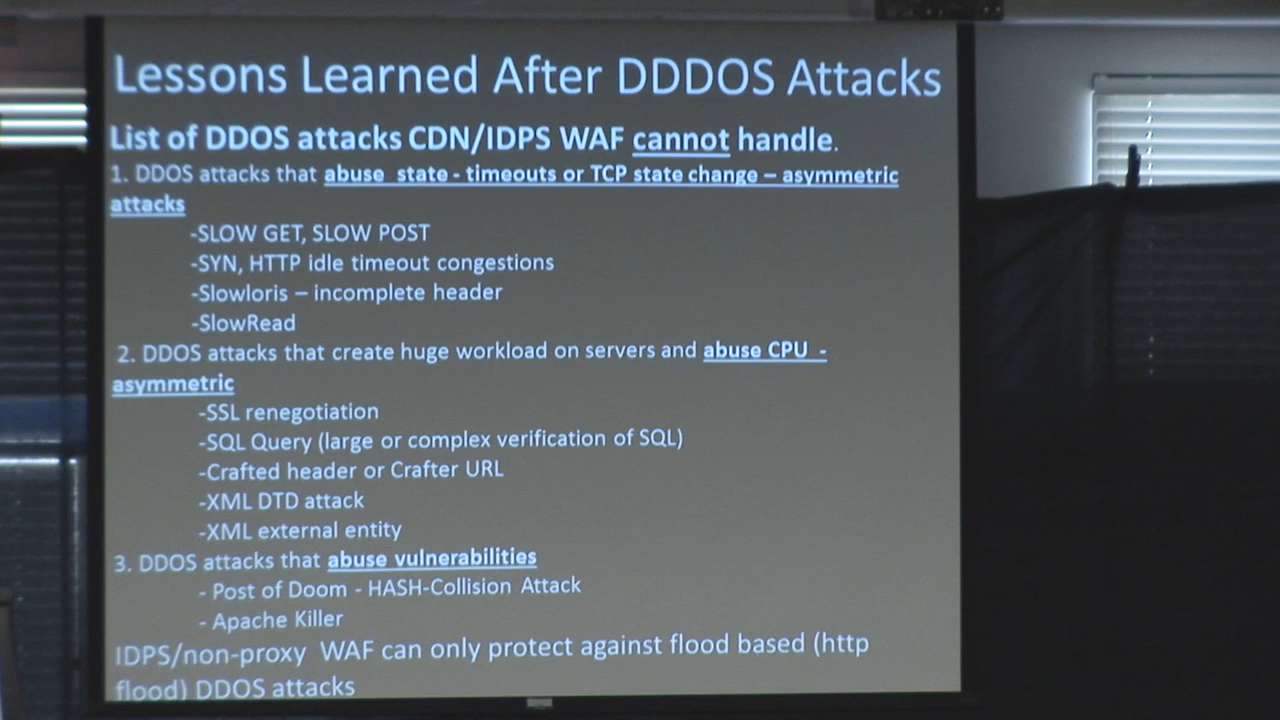 Lessons Learned After DDDOS Attacks
List of DDOS attacks CDN/IDPS WAF cannot handle.
1. DDOS attacks that abuse state - timeouts or TCP state change – asymmetric
attacks
-SLOW GET, SLOW POST
-SYN, HTTP idle timeout congestions
-Slowloris – incomplete header
-SlowRead
2. DDOS attacks that create huge workload on servers and abuse CPU -
asymmetric
-SSL renegotiation
-SQL Query (large or complex verification of SQL)
-Crafted header or Crafter URL
-XML DTD attack
-XML external entity
3. DDOS attacks that abuse vulnerabilities
- Post of Doom - HASH-Collision Attack
- Apache Killer
IDPS/non-proxy WAF can only protect against flood based (http
flood) DDOS attacks